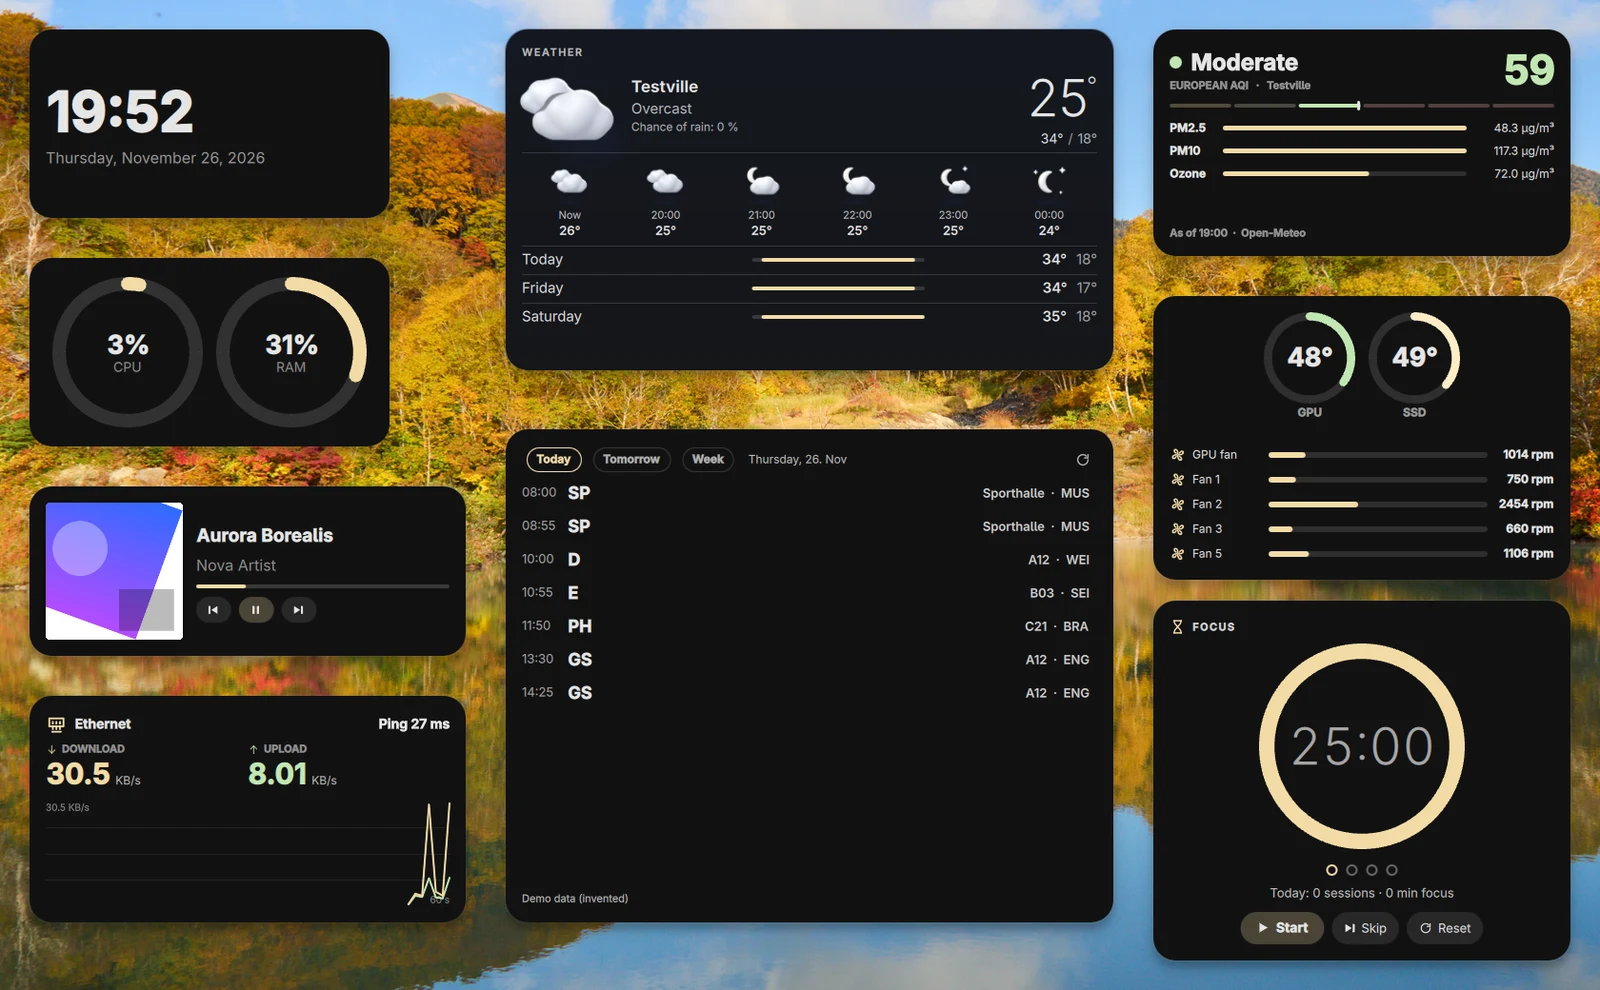 19:52
Thursday, November 26, 2026
3%
CPU
31%
RAM
Aurora Borealis
Nova Artist
Ethernet
Ping 27 ms
↓ DOWNLOAD
30.5 KB/s
↑ UPLOAD
8.01 KB/s
30.5 KB/s
60 s
WEATHER
Testville
Overcast
Chance of rain: 0 %
25°
34° / 18°
Now 20:00 21:00 22:00 23:00 00:00
26° 25° 25° 25° 25° 24°
Today 34° 18°
Friday 34° 17°
Saturday 35° 18°
Today Tomorrow Week Thursday, 26. Nov
08:00 SP Sporthalle · MUS
08:55 SP Sporthalle · MUS
10:00 D A12 · WEI
10:55 E B03 · SEI
11:50 PH C21 · BRA
13:30 GS A12 · ENG
14:25 GS A12 · ENG
Demo data (invented)
Moderate
59
EUROPEAN AQI · Testville
PM2.5 48.3 µg/m³
PM10 117.3 µg/m³
Ozone 72.0 µg/m³
As of 19:00 · Open-Meteo
48°
GPU
49°
SSD
GPU fan 1014 rpm
Fan 1 750 rpm
Fan 2 2454 rpm
Fan 3 660 rpm
Fan 5 1106 rpm
FOCUS
25:00
Today: 0 sessions · 0 min focus
Start Skip Reset